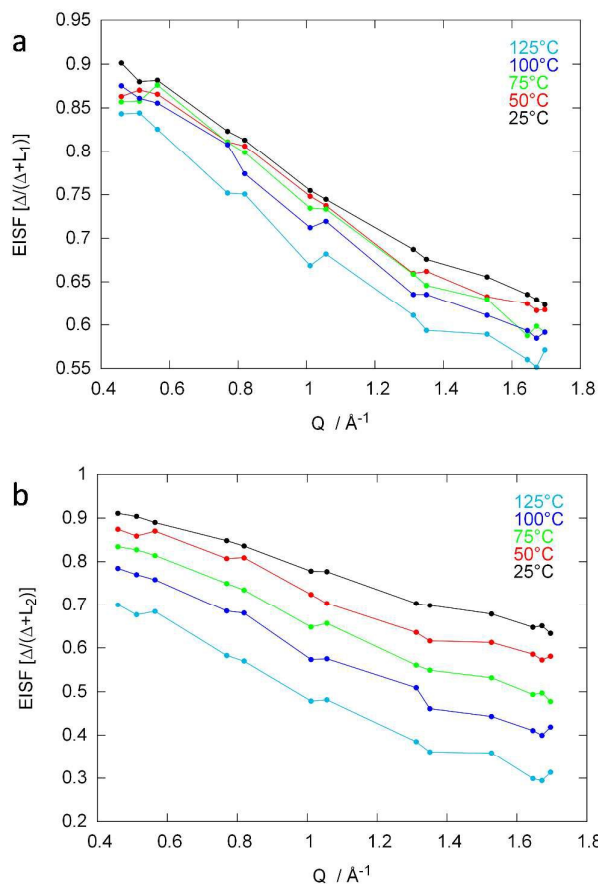 a
0.95
0.9
0.85
0.8
0.75
0.7
0.65
0.6
0.55
EISF [Δ/(Δ+L₁)]
125°C
100°C
75°C
50°C
25°C
0.4 0.6 0.8 1 1.2 1.4 1.6 1.8
Q / Å⁻¹
b
1
0.9
0.8
0.7
0.6
0.5
0.4
0.3
0.2
EISF [Δ/(Δ+L₂)]
125°C
100°C
75°C
50°C
25°C
0.4 0.6 0.8 1 1.2 1.4 1.6 1.8
Q / Å⁻¹